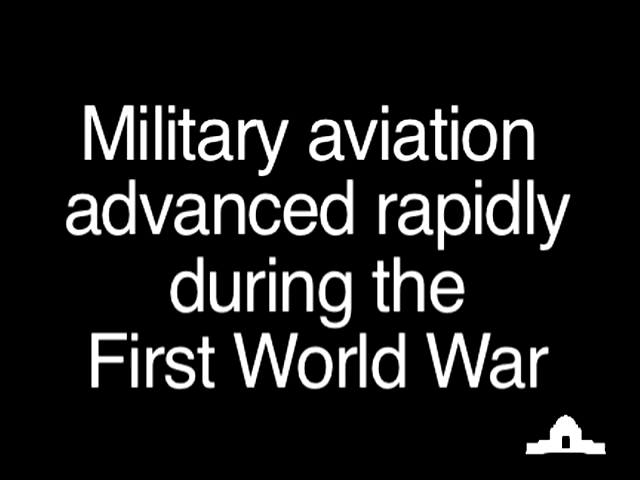 Military aviation
advanced rapidly
during the
First World War